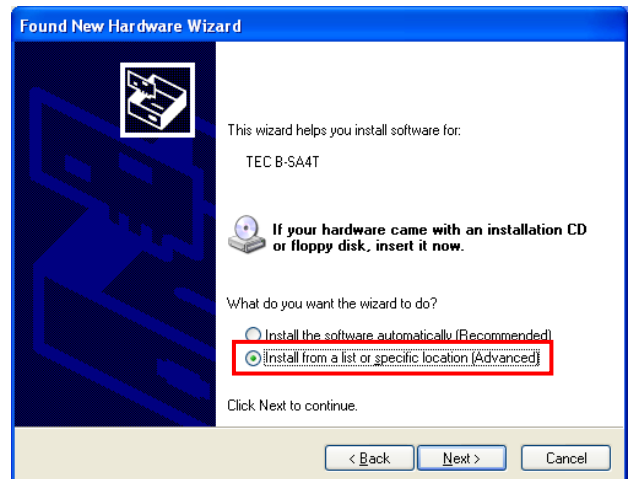 Found New Hardware Wizard
This wizard helps you install software for:
TEC B-SA4T
If your hardware came with an installation CD
or floppy disk, insert it now.
What do you want the wizard to do?
Install the software automatically (Recommended)
Install from a list or specific location (Advanced)
Click Next to continue.
< Back Next > Cancel